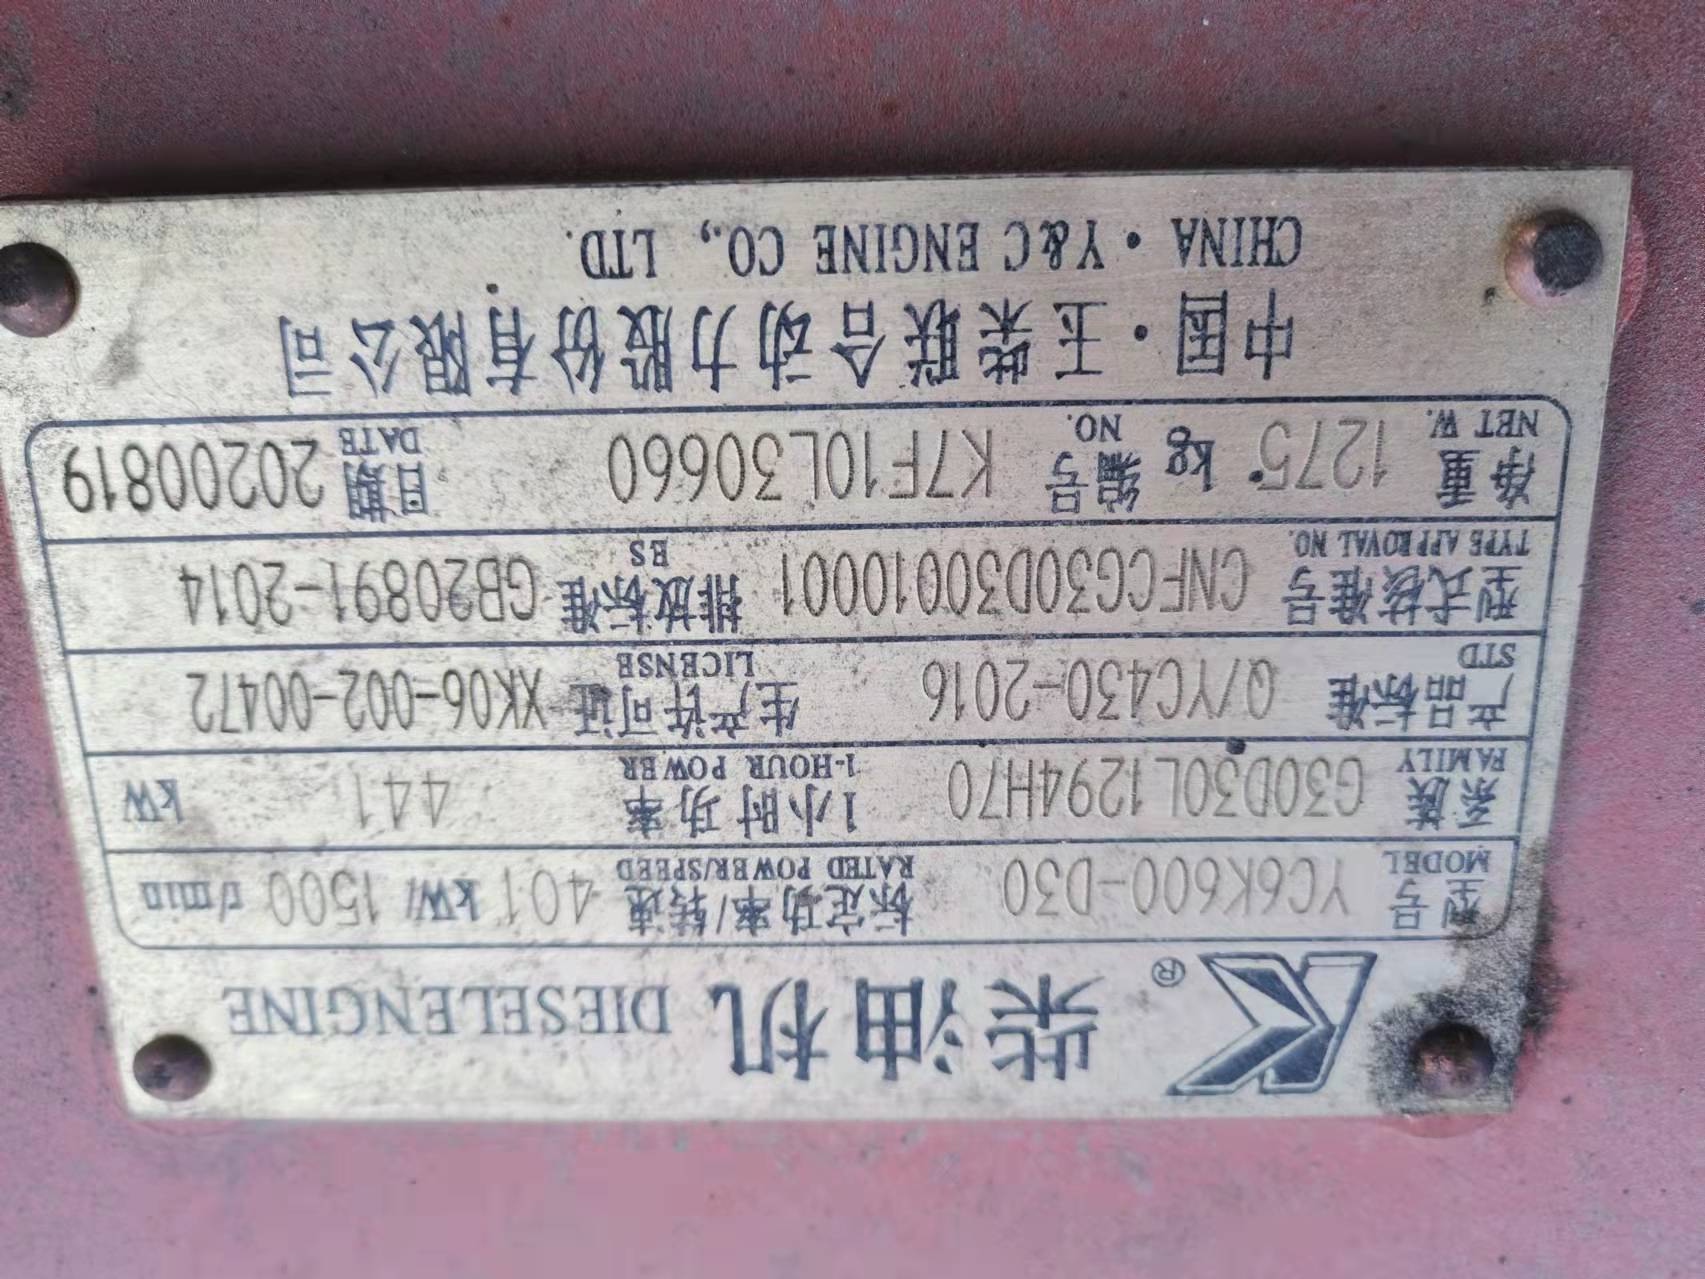 柴油机 DIESELENGINE
型号 MODEL YC6K600-D30 标定功率/转速 RATED POWER/SPEED 401 kW/ 1500 r/min
系族 FAMILY G30D30L1294H70 1小时功率 1-HOUR POWER 441 kW
产品标准 STD Q/YC430-2016 生产许可证 LICENSE XK06-002-00472
型式核准号 TYPE APPROVAL NO. CNFCG30D30010001 排放标准 ES GB20891-2014
净重 NET W. 1275 kg 编号 NO. K7F10L30660 日期 DATE 20200819
中国·玉柴联合动力股份有限公司
CHINA·Y&C ENGINE CO., LTD.